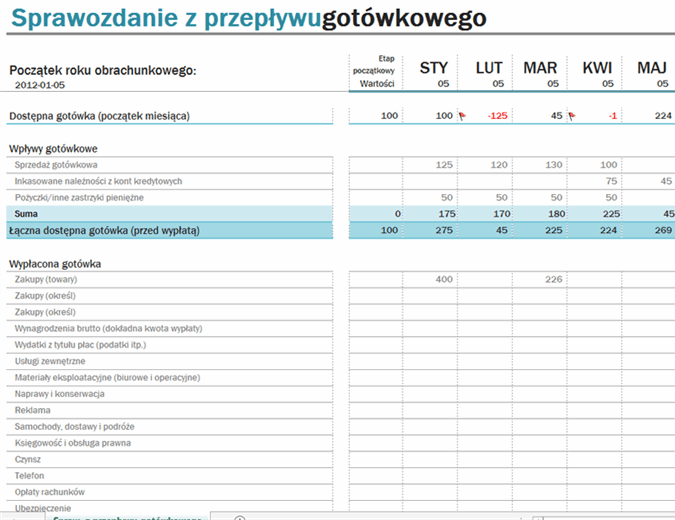 Sprawozdanie z przepływugotówkowego
Etap
Początek roku obrachunkowego: początkowy STY LUT MAR KWI MAJ
2012-01-05 Wartości 05 05 05 05 05
Dostępna gotówka (początek miesiąca) 100 100 -125 45 -1 224
Wpływy gotówkowe
Sprzedaż gotówkowa 125 120 130 100
Inkasowane należności z kont kredytowych 75 45
Pożyczki/inne zastrzyki pieniężne 50 50 50 50
Suma 0 175 170 180 225 45
Łączna dostępna gotówka (przed wypłatą) 100 275 45 225 224 269
Wypłacona gotówka
Zakupy (towary) 400 226
Zakupy (określ)
Zakupy (określ)
Wynagrodzenia brutto (dokładna kwota wypłaty)
Wydatki z tytułu płac (podatki itp.)
Usługi zewnętrzne
Materiały eksploatacyjne (biurowe i operacyjne)
Naprawy i konserwacja
Reklama
Samochody, dostawy i podróże
Księgowość i obsługa prawna
Czynsz
Telefon
Opłaty rachunków
Ubezpieczenie